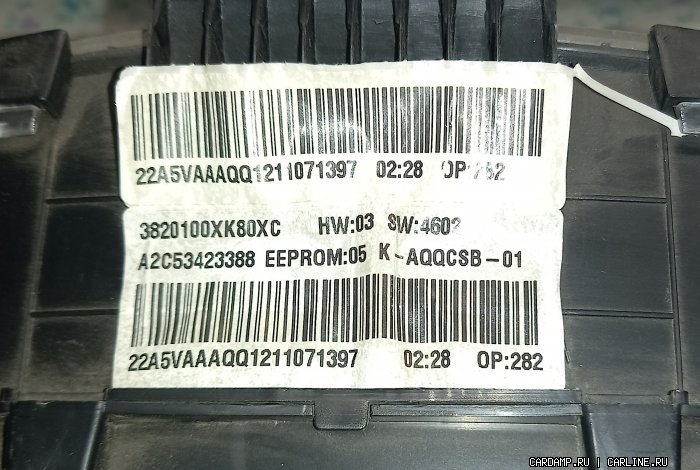 22A5VAAAQQ1211071397 02:28 OP:282
3820100XK80XC HW:03 SW:4602
A2C53423388 EEPROM:05 K-AQQCSB-01
22A5VAAAQQ1211071397 02:28 OP:282
CARDAMP.RU | CARLINE.RU